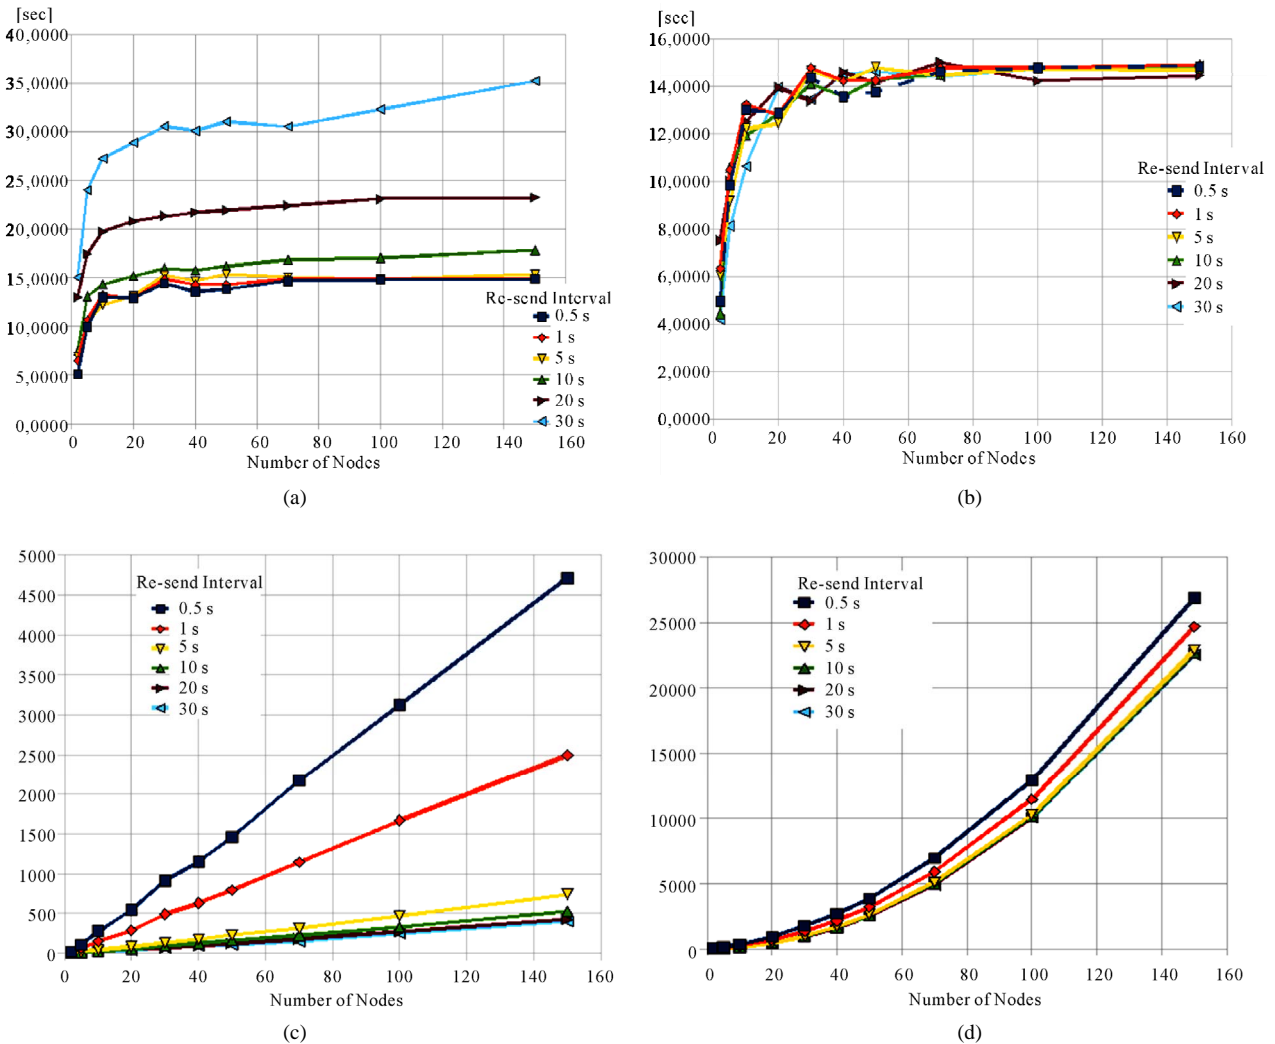 [sec]
40,0000
35,0000
30,0000
25,0000
20,0000
15,0000
10,0000
5,0000
0,0000
0 20 40 60 80 100 120 140 160
Number of Nodes
Re-send Interval
0.5 s
1 s
5 s
10 s
20 s
30 s
(a)
[sec]
16,0000
14,0000
12,0000
10,0000
8,0000
6,0000
4,0000
2,0000
0,0000
0 20 40 60 80 100 120 140 160
Number of Nodes
Re-send Interval
0.5 s
1 s
5 s
10 s
20 s
30 s
(b)
5000
4500
4000
3500
3000
2500
2000
1500
1000
500
0
0 20 40 60 80 100 120 140 160
Number of Nodes
Re-send Interval
0.5 s
1 s
5 s
10 s
20 s
30 s
(c)
30000
25000
20000
15000
10000
5000
0
0 20 40 60 80 100 120 140 160
Number of Nodes
Re-send Interval
0.5 s
1 s
5 s
10 s
20 s
30 s
(d)